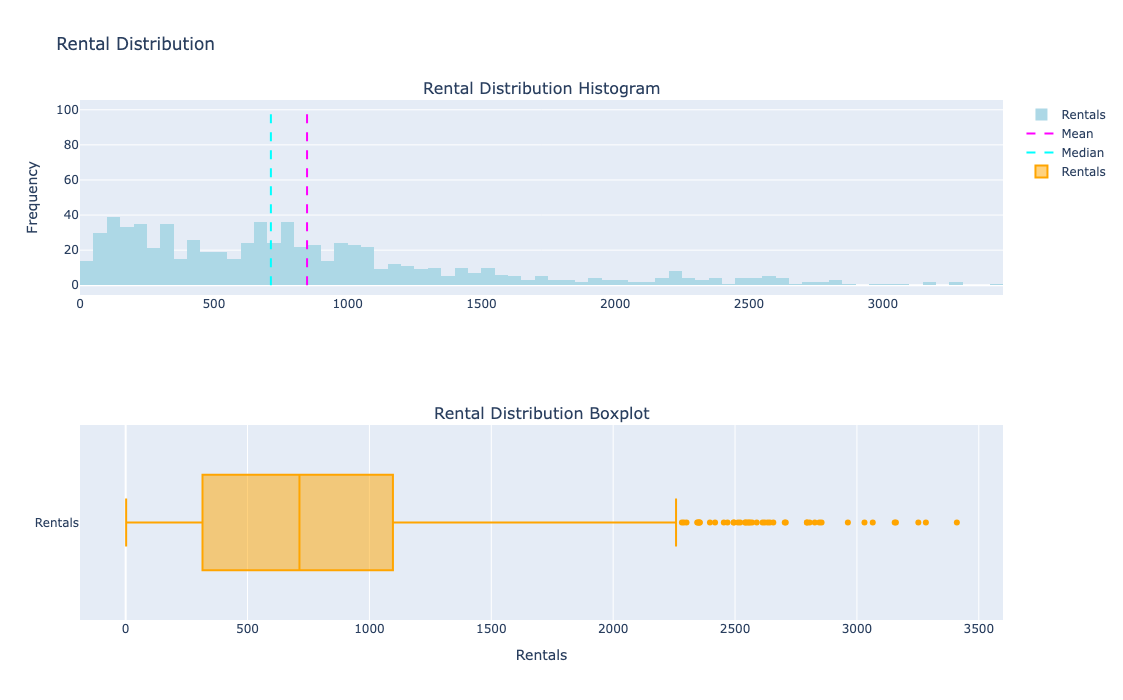 Rental Distribution
Rental Distribution Histogram
100
80
60
40
20
0
Frequency
0 500 1000 1500 2000 2500 3000
Rentals
Mean
Median
Rentals
Rental Distribution Boxplot
Rentals
0 500 1000 1500 2000 2500 3000 3500
Rentals